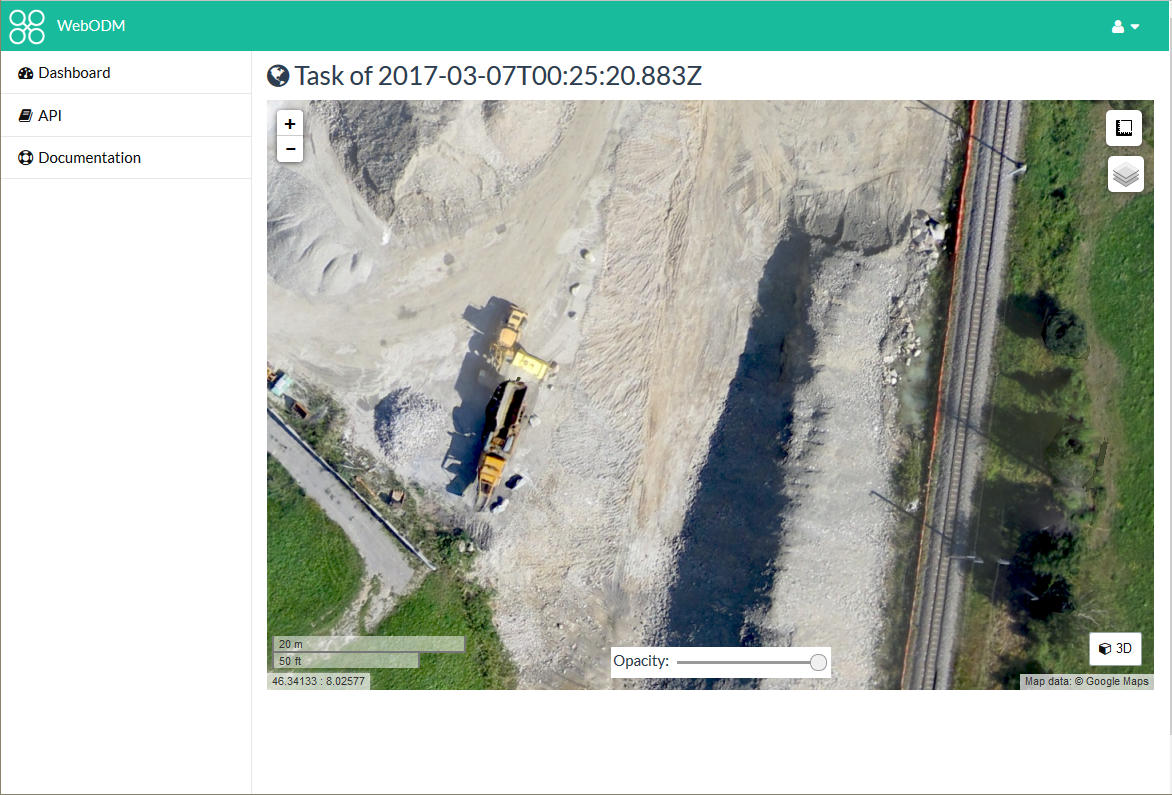 WebODM
Dashboard
API
Documentation
Task of 2017-03-07T00:25:20.883Z
+
−
20 m
50 ft
46.34133 : 8.02577
Opacity:
3D
Map data: © Google Maps